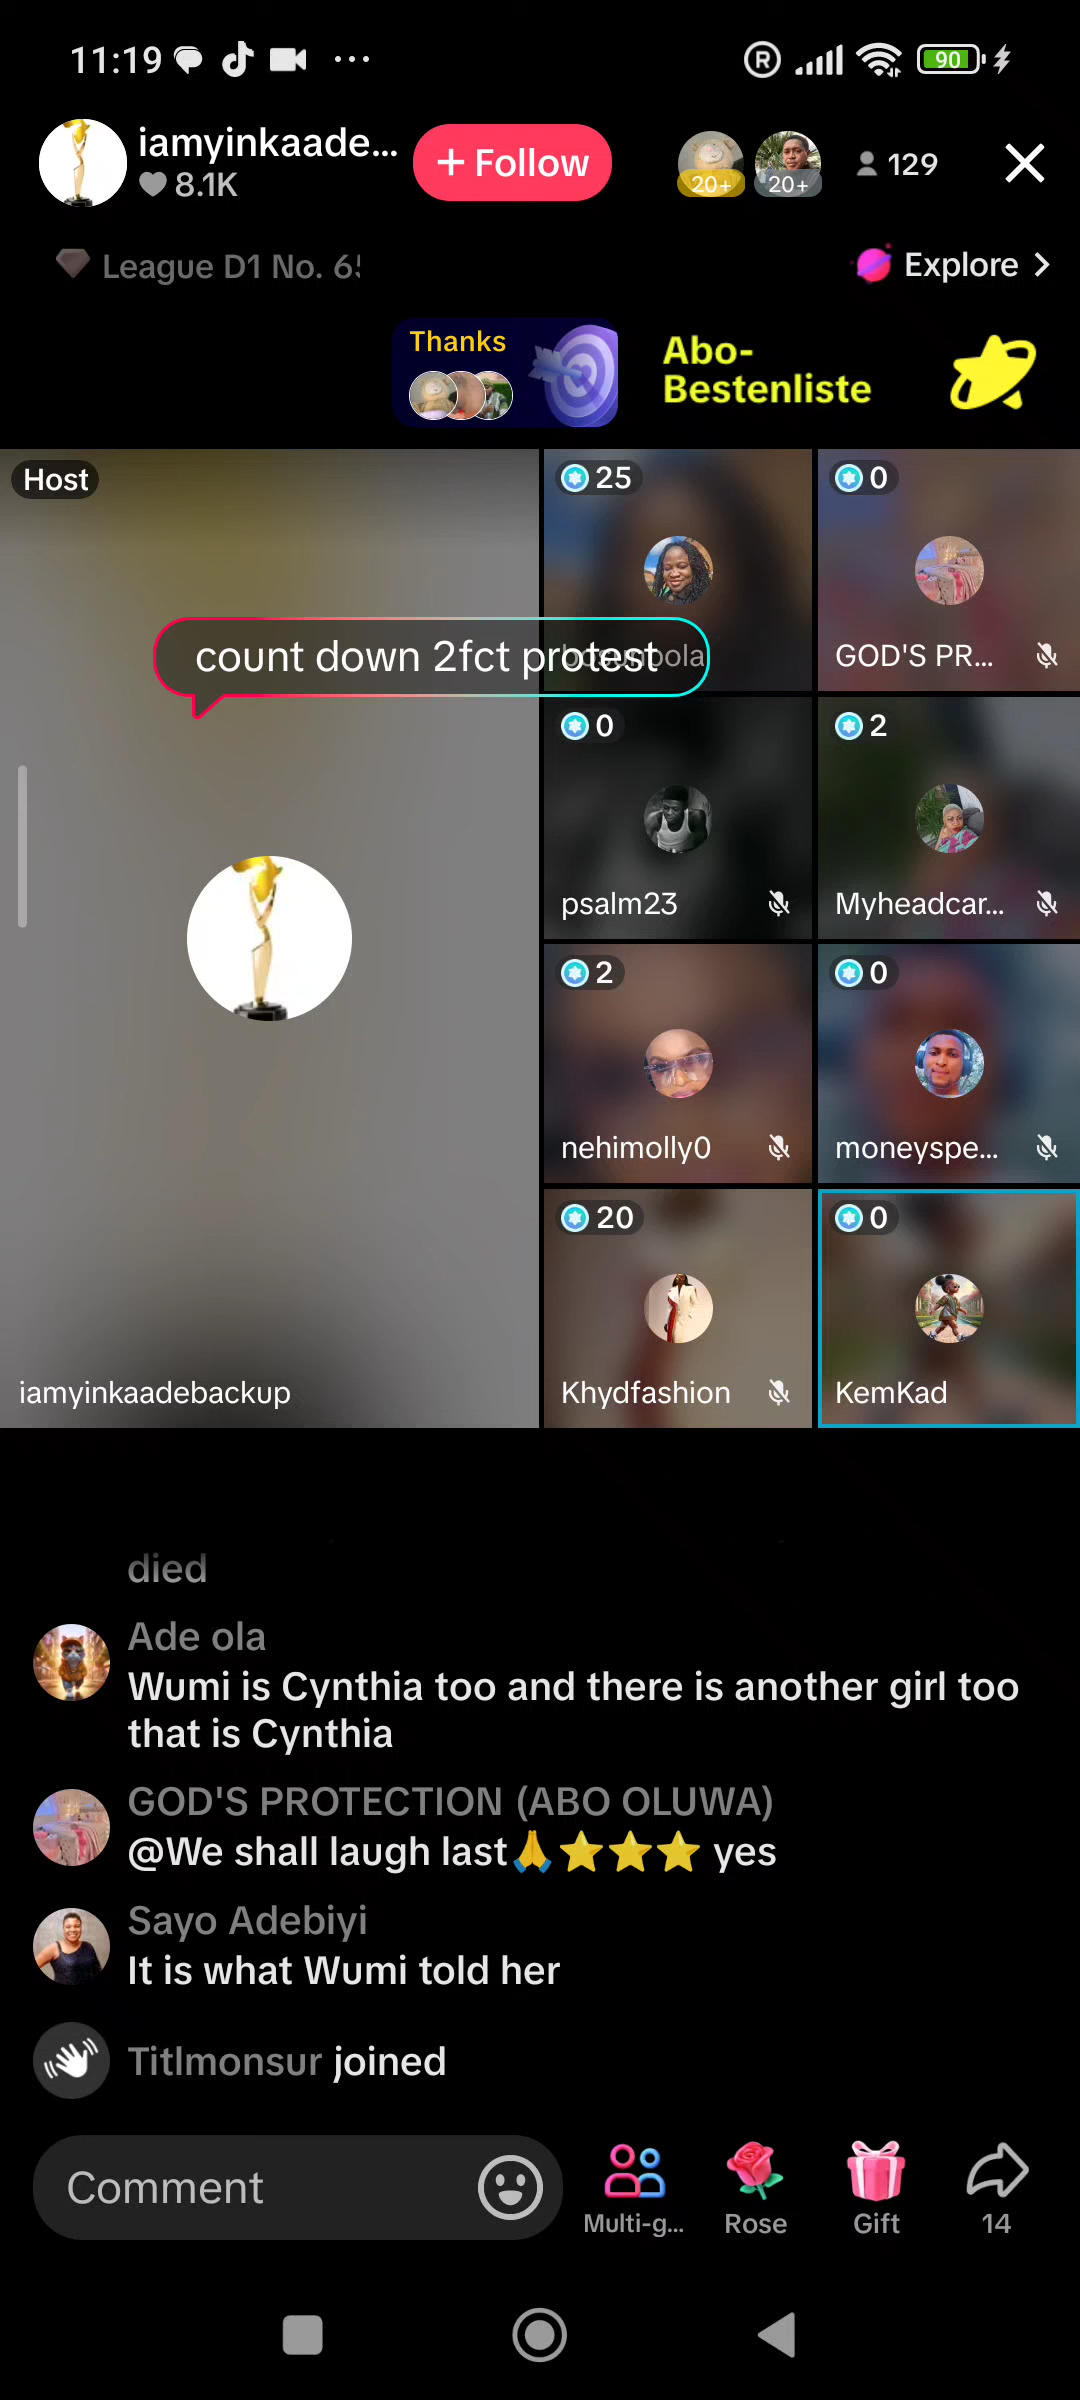 11:19
R
90
iamyinkaade...
8.1K
+ Follow
20+
20+
129
League D1 No. 65
Explore >
Thanks
Abo-
Bestenliste
Host
25
0
count down 2fct protest
GOD'S PR...
0
2
psalm23
Myheadcar...
2
0
nehimolly0
moneyspe...
20
0
iamyinkaadebackup
Khydfashion
KemKad
died
Ade ola
Wumi is Cynthia too and there is another girl too
that is Cynthia
GOD'S PROTECTION (ABO OLUWA)
@We shall laugh last🙏⭐⭐⭐ yes
Sayo Adebiyi
It is what Wumi told her
Titlmonsur joined
Comment
Multi-g...
Rose
Gift
14